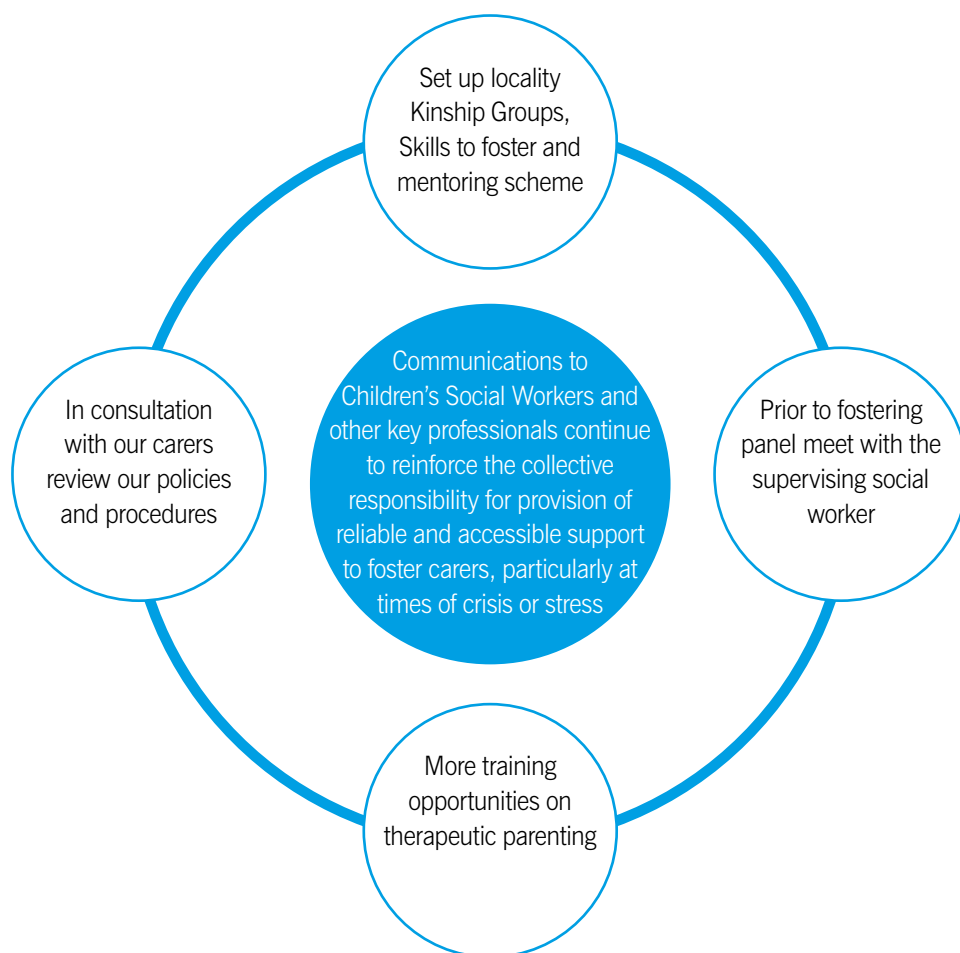 Set up locality
Kinship Groups,
Skills to foster and
mentoring scheme
Communications to
Children’s Social Workers and
other key professionals continue
to reinforce the collective
responsibility for provision of
reliable and accessible support
to foster carers, particularly at
times of crisis or stress
In consultation
with our carers
review our policies
and procedures
Prior to fostering
panel meet with the
supervising social
worker
More training
opportunities on
therapeutic parenting